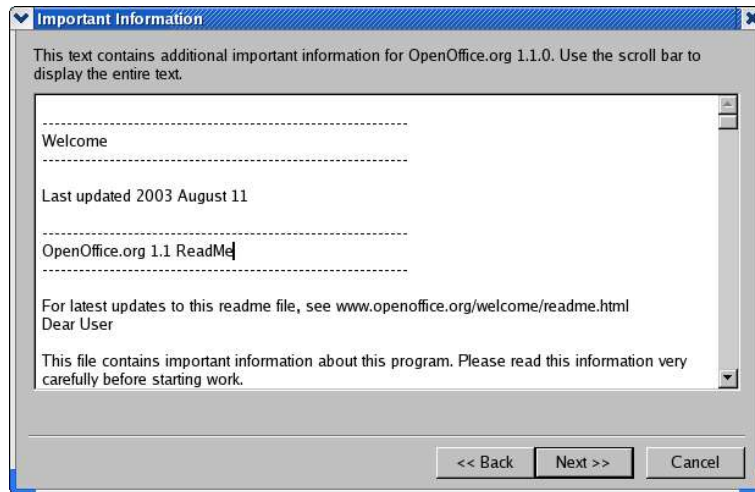 Important Information
This text contains additional important information for OpenOffice.org 1.1.0. Use the scroll bar to
display the entire text.
------------------------------------------------------------
Welcome
------------------------------------------------------------
Last updated 2003 August 11
------------------------------------------------------------
OpenOffice.org 1.1 ReadMe
------------------------------------------------------------
For latest updates to this readme file, see www.openoffice.org/welcome/readme.html
Dear User
This file contains important information about this program. Please read this information very
carefully before starting work.
<< Back Next >> Cancel